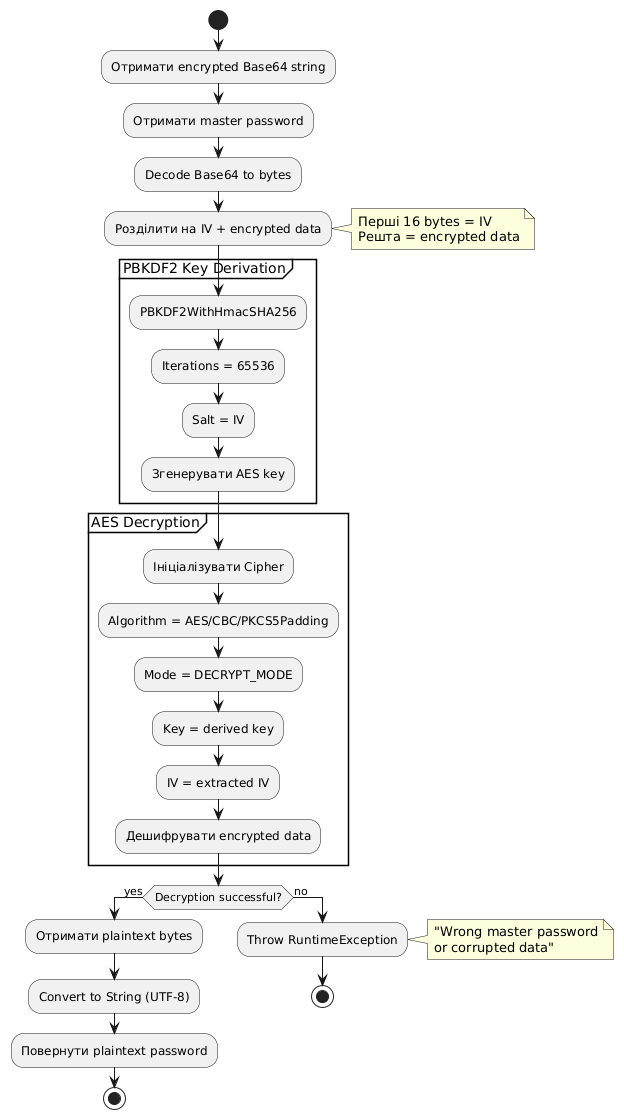 Отримати encrypted Base64 string
Отримати master password
Decode Base64 to bytes
Розділити на IV + encrypted data
Перші 16 bytes = IV
Решта = encrypted data
PBKDF2 Key Derivation
PBKDF2WithHmacSHA256
Iterations = 65536
Salt = IV
Згенерувати AES key
AES Decryption
Ініціалізувати Cipher
Algorithm = AES/CBC/PKCS5Padding
Mode = DECRYPT_MODE
Key = derived key
IV = extracted IV
Дешифрувати encrypted data
Decryption successful?
yes
no
Отримати plaintext bytes
Convert to String (UTF-8)
Повернути plaintext password
Throw RuntimeException
"Wrong master password
or corrupted data"